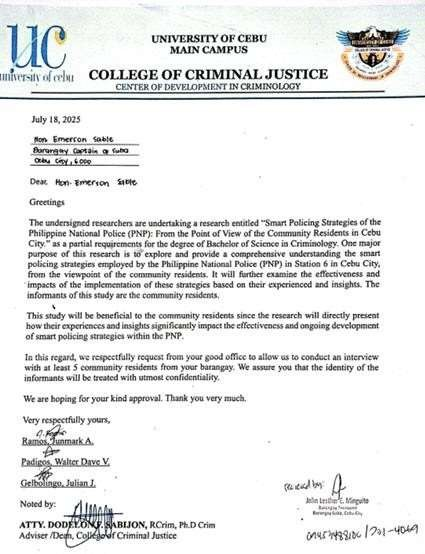 UC
university of cebu
UNIVERSITY OF CEBU
MAIN CAMPUS
COLLEGE OF CRIMINAL JUSTICE
CENTER OF DEVELOPMENT IN CRIMINOLOGY
July 18, 2025
Hon Emerson Sable
Barangay Captain of Suba
Cebu City, 6000
Dear Hon. Emerson Sable
Greetings
The undersigned researchers are undertaking a research entitled "Smart Policing Strategies of the
Philippine National Police (PNP): From the Point of View of the Community Residents in Cebu
City." as a partial requirements for the degree of Bachelor of Science in Criminology. One major
purpose of this research is to explore and provide a comprehensive understanding the smart
policing strategies employed by the Philippine National Police (PNP) in Station 6 in Cebu City,
from the viewpoint of the community residents. It will further examine the effectiveness and
impacts of the implementation of these strategies based on their experienced and insights. The
informants of this study are the community residents.
This study will be beneficial to the community residents since the research will directly present
how their experiences and insights significantly impact the effectiveness and ongoing development
of smart policing strategies within the PNP.
In this regard, we respectfully request from your good office to allow us to conduct an interview
with at least 5 community residents from your barangay. We assure you that the identity of the
informants will be treated with utmost confidentiality.
We are hoping for your kind approval. Thank you very much.
Very respectfully yours,
Ramos, Junmark A.
Padigos, Walter Dave V.
Gelbolingo, Julian J.
Noted by:
ATTY. DODELON F. SABIJON, RCrim, Ph.D Crim
Adviser /Dean, College of Criminal Justice
received by:
John Lesther C. Minguito
Barangay Treasurer
Barangay Suba, Cebu City